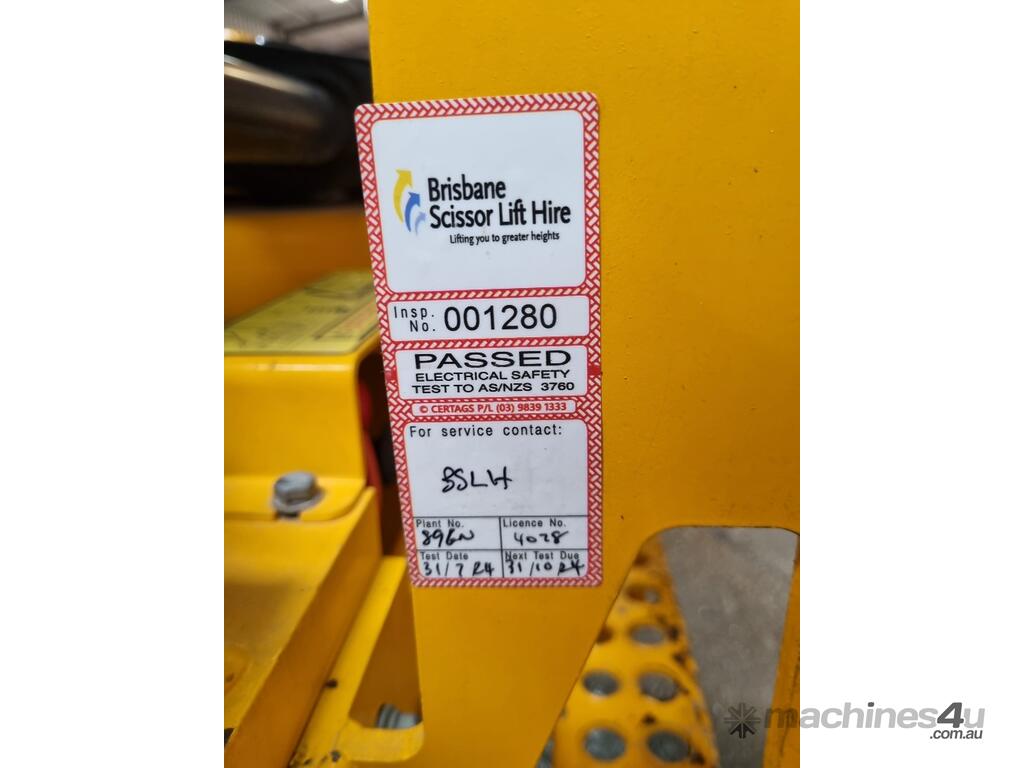 Brisbane
Scissor Lift Hire
Lifting you to greater heights
Insp. No. 001280
PASSED
ELECTRICAL SAFETY
TEST TO AS/NZS 3760
© CERTAGS P/L (03) 9839 1333
For service contact:
BSLH
Plant No. Licence No.
896N 4028
Test Date Next Test Due
31/7 24 31/10 24
machines4u
.com.au